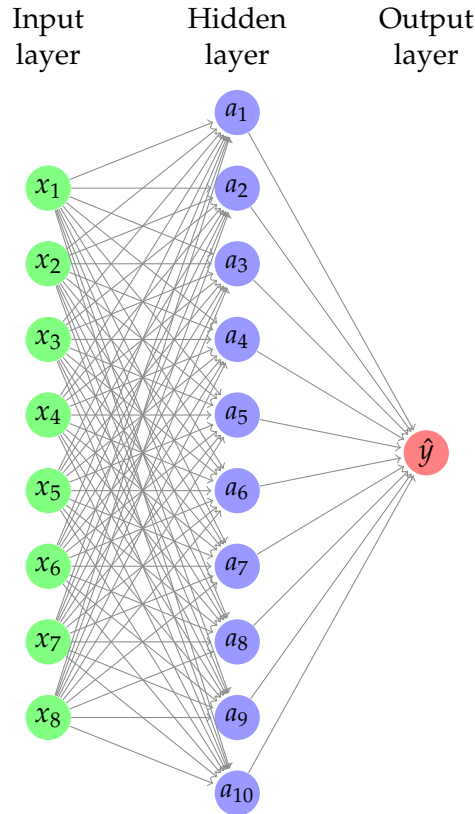 Input layer
Hidden layer
Output layer
x₁
x₂
x₃
x₄
x₅
x₆
x₇
x₈
a₁
a₂
a₃
a₄
a₅
a₆
a₇
a₈
a₉
a₁₀
ŷ